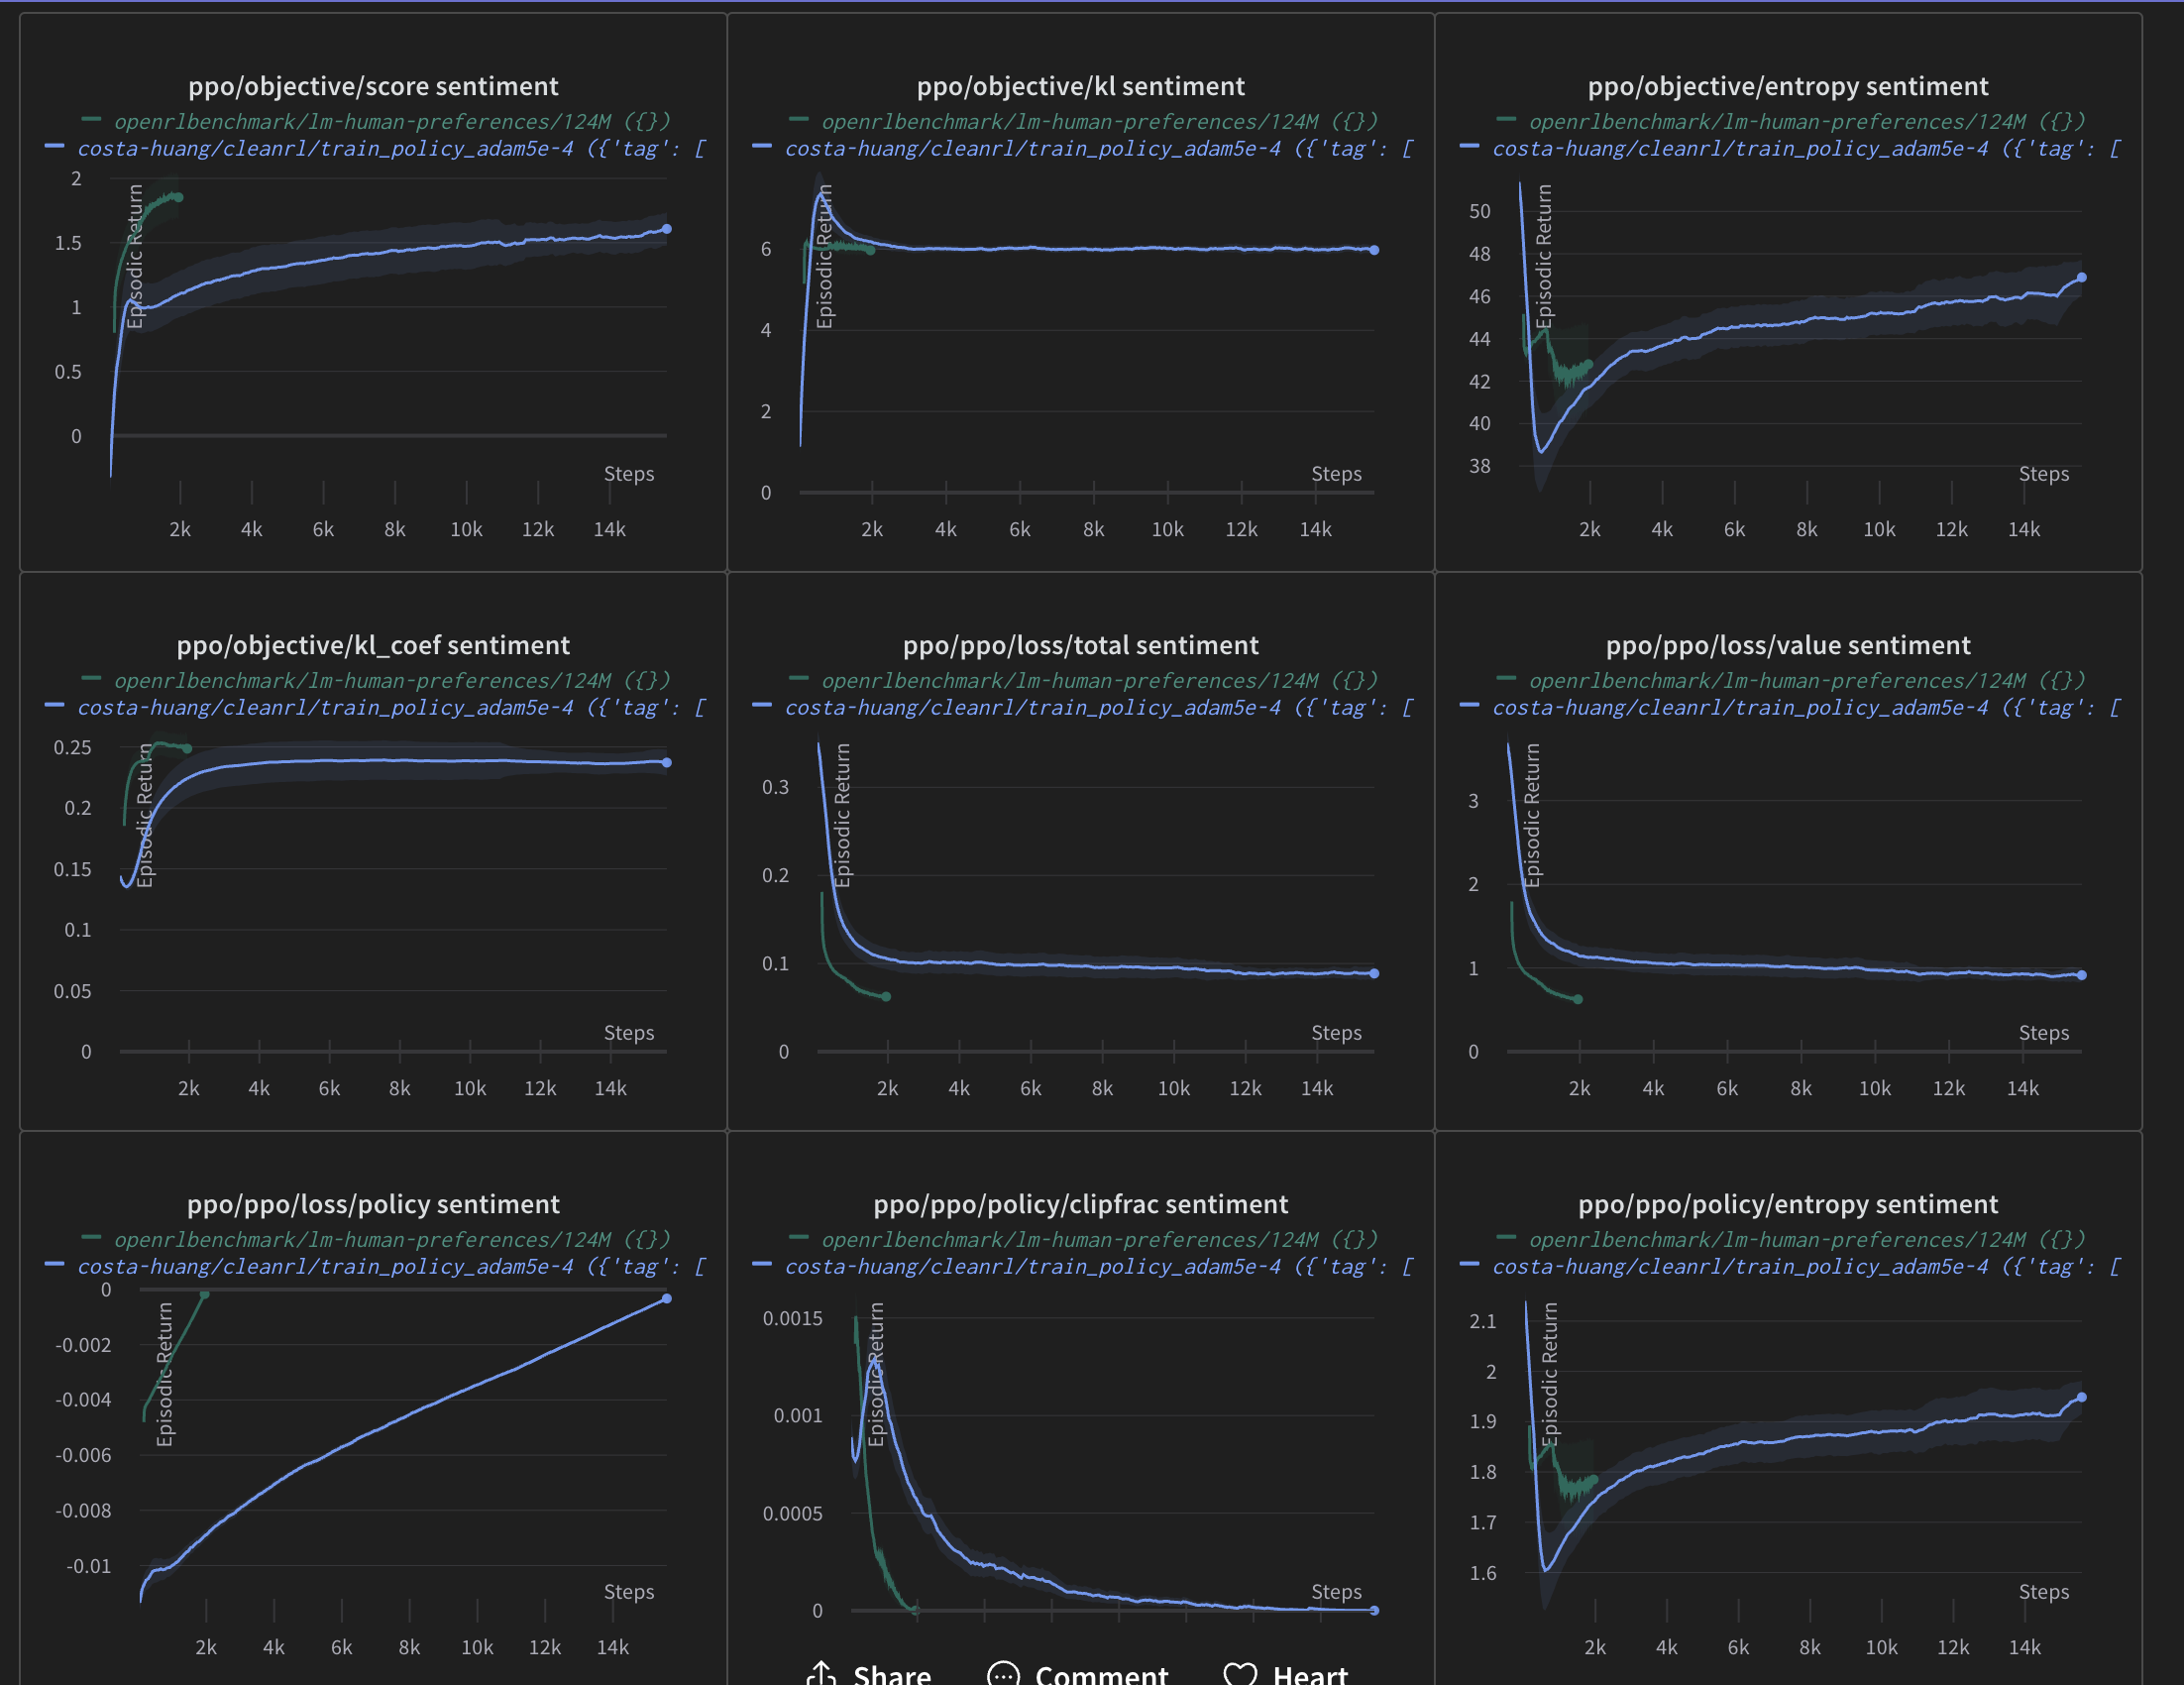 ppo/objective/score sentiment
openrlbenchmark/lm-human-preferences/124M ({})
costa-huang/cleanrl/train_policy_adam5e-4 ({'tag': [
2
1.5
1
0.5
0
Episodic Return
Steps
2k 4k 6k 8k 10k 12k 14k
ppo/objective/kl sentiment
openrlbenchmark/lm-human-preferences/124M ({})
costa-huang/cleanrl/train_policy_adam5e-4 ({'tag': [
6
4
2
0
Episodic Return
Steps
2k 4k 6k 8k 10k 12k 14k
ppo/objective/entropy sentiment
openrlbenchmark/lm-human-preferences/124M ({})
costa-huang/cleanrl/train_policy_adam5e-4 ({'tag': [
50
48
46
44
42
40
38
Episodic Return
Steps
2k 4k 6k 8k 10k 12k 14k
ppo/objective/kl_coef sentiment
openrlbenchmark/lm-human-preferences/124M ({})
costa-huang/cleanrl/train_policy_adam5e-4 ({'tag': [
0.25
0.2
0.15
0.1
0.05
0
Episodic Return
Steps
2k 4k 6k 8k 10k 12k 14k
ppo/ppo/loss/total sentiment
openrlbenchmark/lm-human-preferences/124M ({})
costa-huang/cleanrl/train_policy_adam5e-4 ({'tag': [
0.3
0.2
0.1
0
Episodic Return
Steps
2k 4k 6k 8k 10k 12k 14k
ppo/ppo/loss/value sentiment
openrlbenchmark/lm-human-preferences/124M ({})
costa-huang/cleanrl/train_policy_adam5e-4 ({'tag': [
3
2
1
0
Episodic Return
Steps
2k 4k 6k 8k 10k 12k 14k
ppo/ppo/loss/policy sentiment
openrlbenchmark/lm-human-preferences/124M ({})
costa-huang/cleanrl/train_policy_adam5e-4 ({'tag': [
0
-0.002
-0.004
-0.006
-0.008
-0.01
Episodic Return
Steps
2k 4k 6k 8k 10k 12k 14k
ppo/ppo/policy/clipfrac sentiment
openrlbenchmark/lm-human-preferences/124M ({})
costa-huang/cleanrl/train_policy_adam5e-4 ({'tag': [
0.0015
0.001
0.0005
0
Episodic Return
Steps
ppo/ppo/policy/entropy sentiment
openrlbenchmark/lm-human-preferences/124M ({})
costa-huang/cleanrl/train_policy_adam5e-4 ({'tag': [
2.1
2
1.9
1.8
1.7
1.6
Episodic Return
Steps
2k 4k 6k 8k 10k 12k 14k
Share Comment Heart